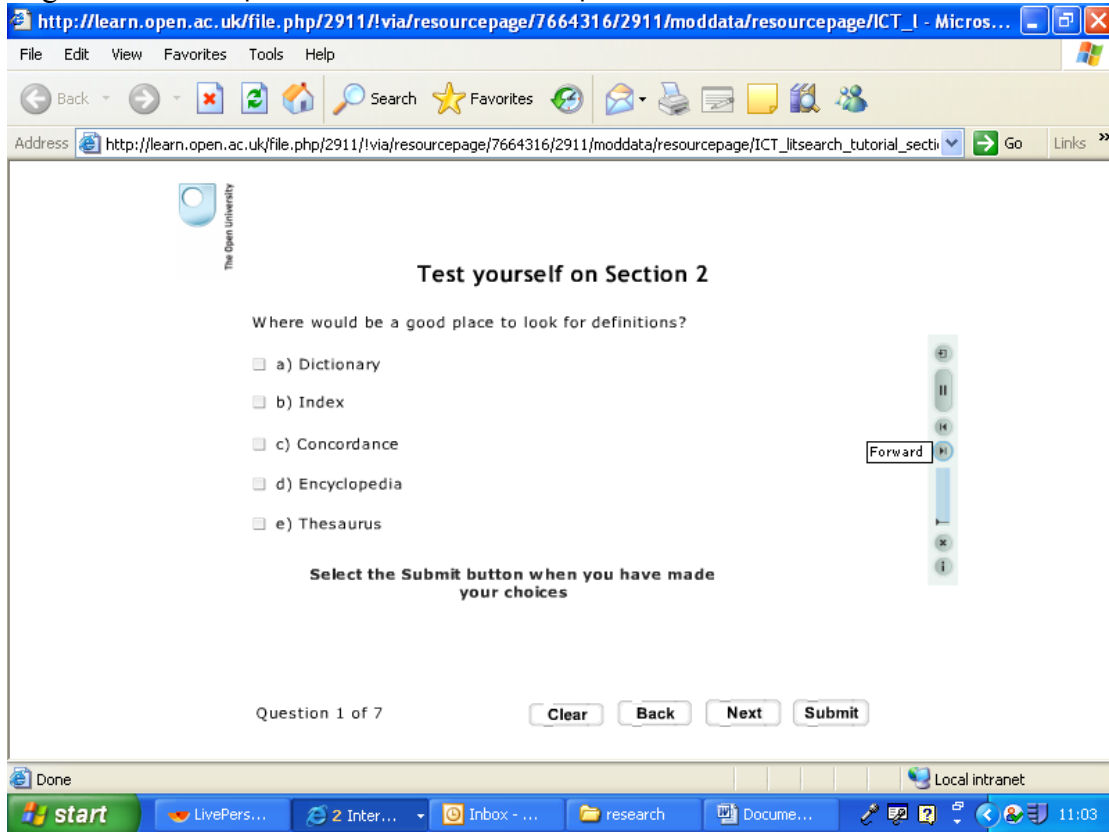 http://learn.open.ac.uk/file.php/2911/!via/resourcepage/7664316/2911/moddata/resourcepage/ICT_l - Micros...
File Edit View Favorites Tools Help
Back Search Favorites
Address http://learn.open.ac.uk/file.php/2911/!via/resourcepage/7664316/2911/moddata/resourcepage/ICT_litsearch_tutorial_secti Go Links »
The Open University
Test yourself on Section 2
Where would be a good place to look for definitions?
a) Dictionary
b) Index
c) Concordance
Forward
d) Encyclopedia
e) Thesaurus
Select the Submit button when you have made
your choices
Question 1 of 7 Clear Back Next Submit
Done Local intranet
start LivePers... 2 Inter... Inbox - ... research Docume... 11:03